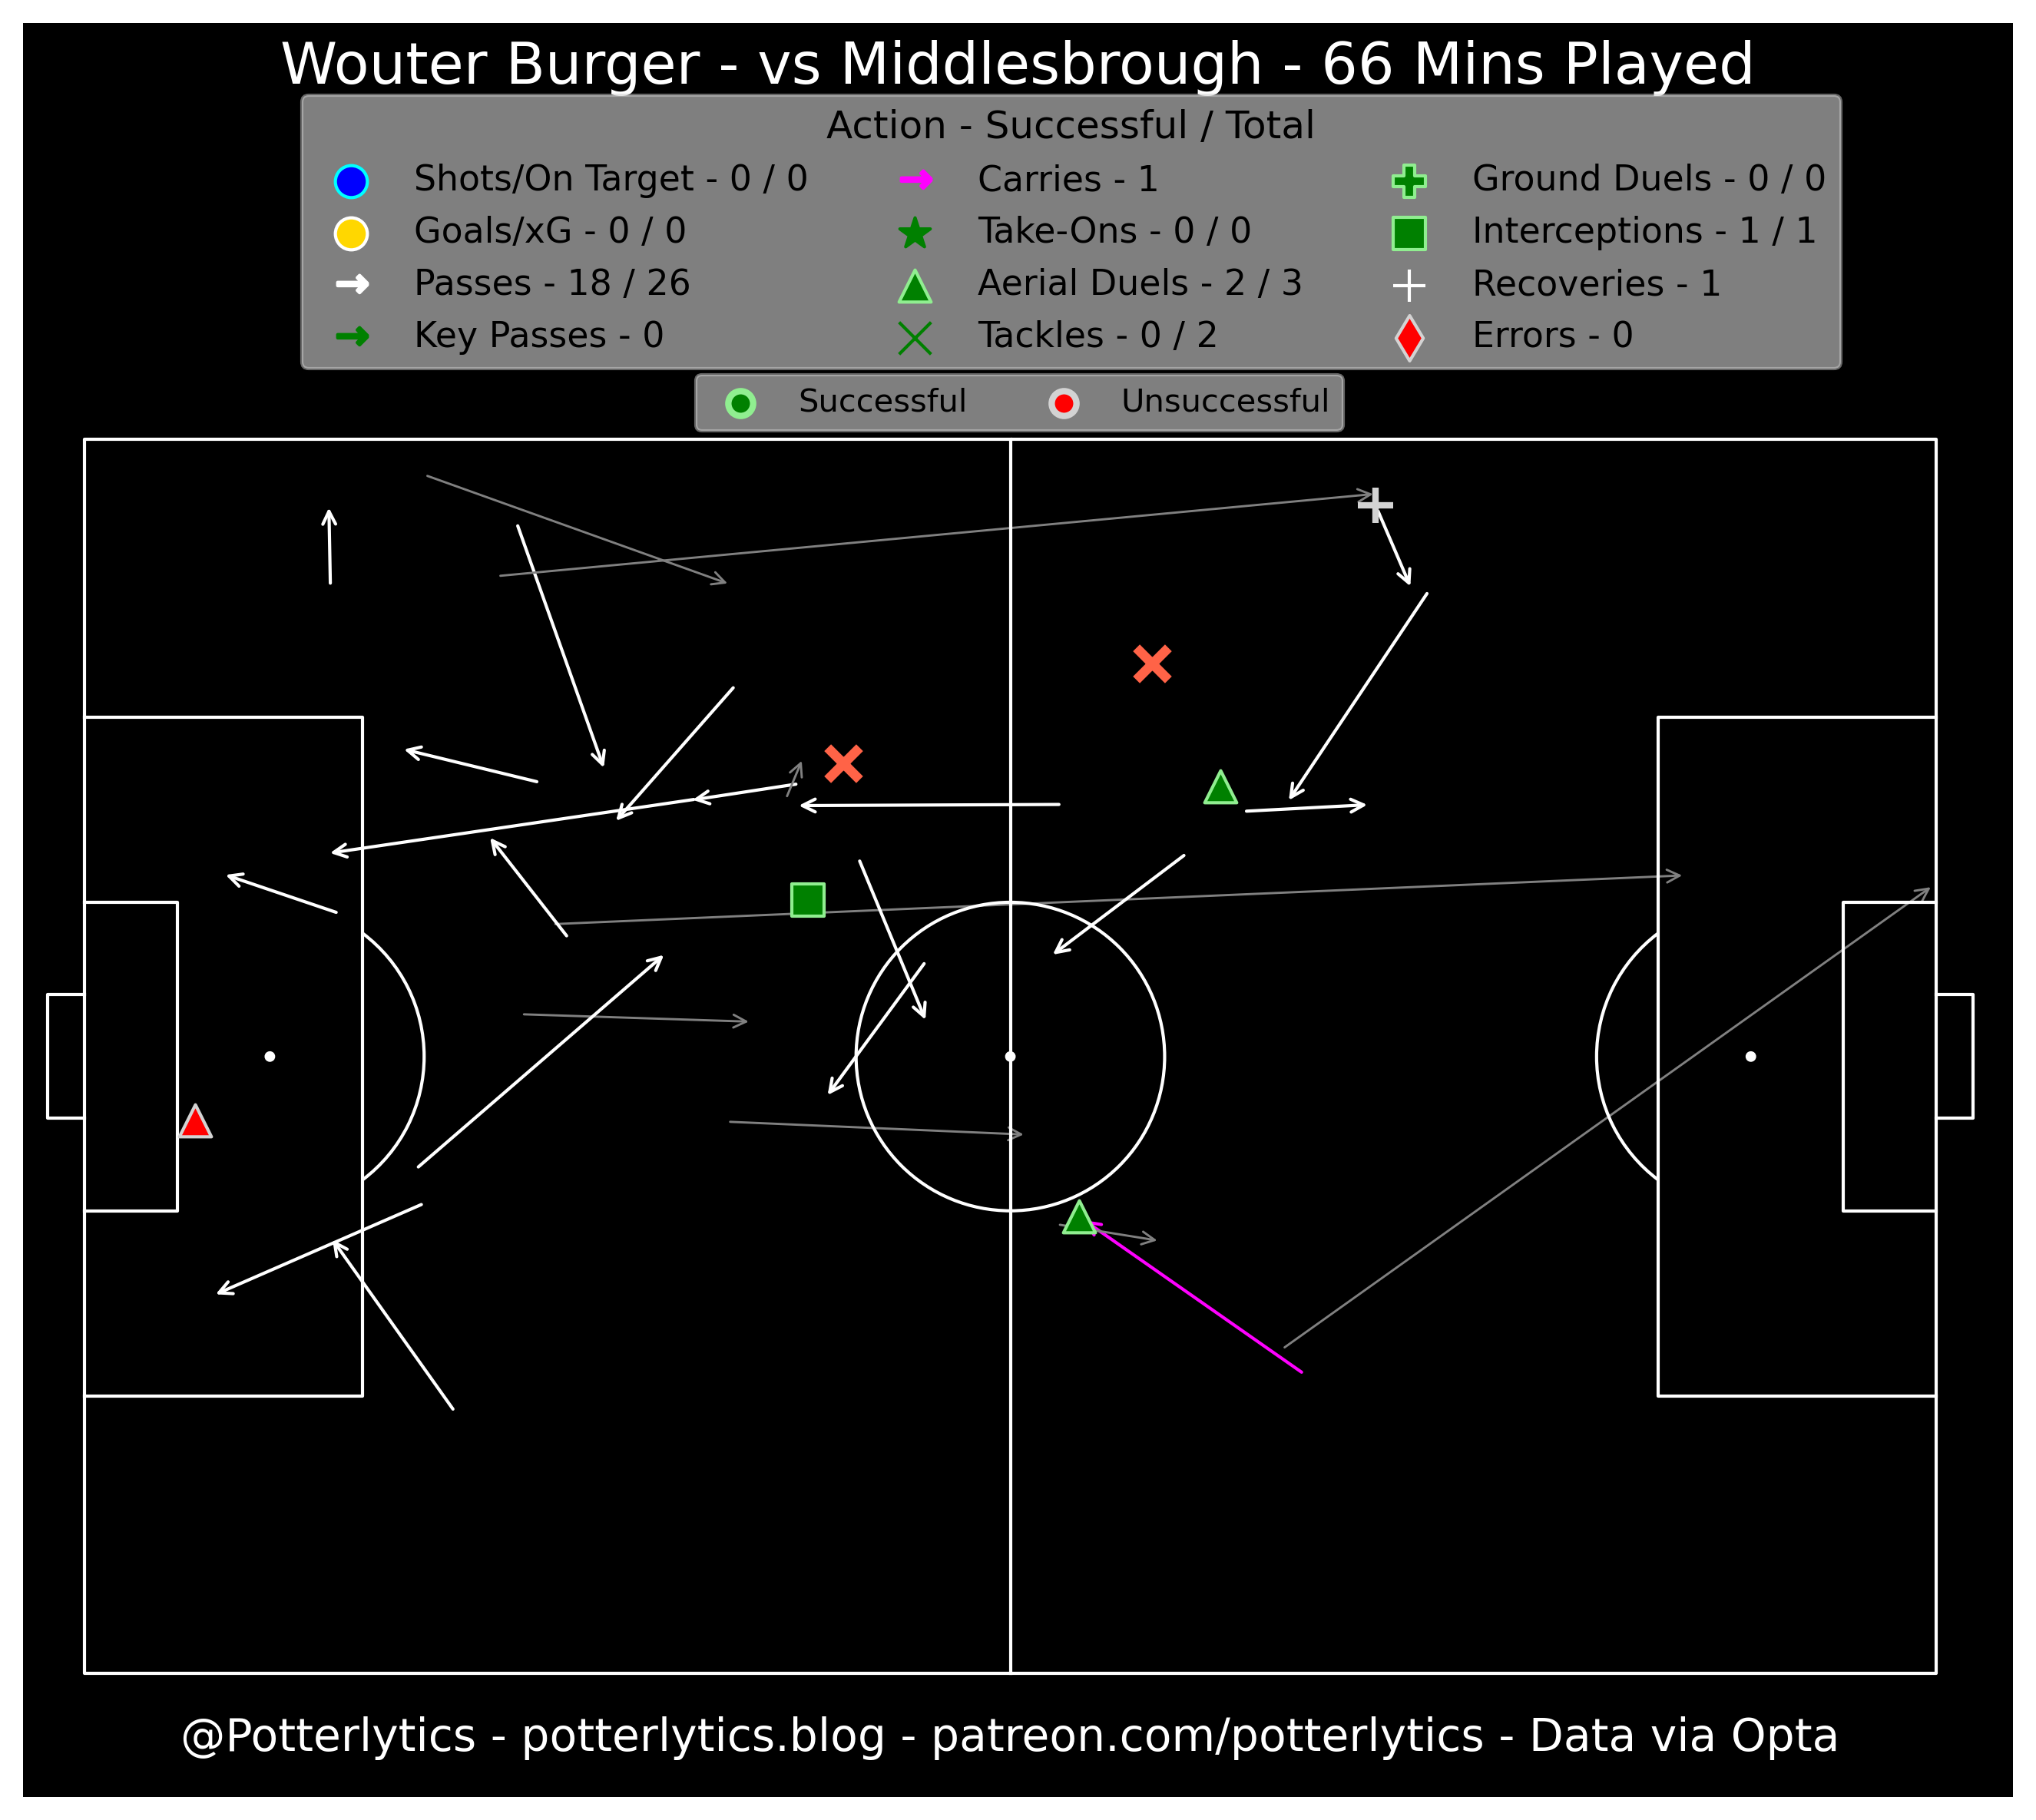 Wouter Burger - vs Middlesbrough - 66 Mins Played
Action - Successful / Total
Shots/On Target - 0 / 0
Goals/xG - 0 / 0
Passes - 18 / 26
Key Passes - 0
Carries - 1
Take-Ons - 0 / 0
Aerial Duels - 2 / 3
Tackles - 0 / 2
Ground Duels - 0 / 0
Interceptions - 1 / 1
Recoveries - 1
Errors - 0
Successful
Unsuccessful
@Potterlytics - potterlytics.blog - patreon.com/potterlytics - Data via Opta